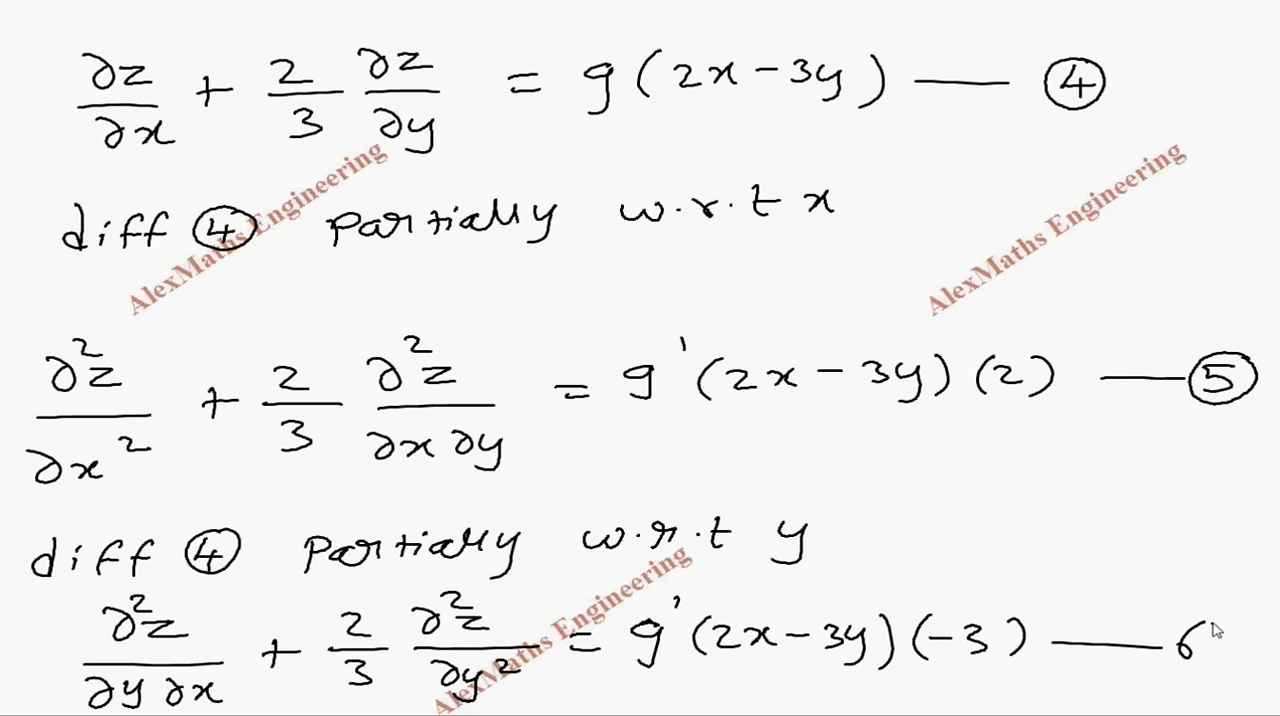 ∂z/∂x + 2/3 ∂z/∂y = g(2x − 3y) —— ④
diff ④ Partially w.r.t x
AlexMaths Engineering
AlexMaths Engineering
∂²z/∂x² + 2/3 ∂²z/∂x∂y = g'(2x − 3y)(2) —— ⑤
diff ④ Partially w.r.t y
∂²z/∂y∂x + 2/3 ∂²z/∂y² = g'(2x − 3y)(−3) —— 6
AlexMaths Engineering